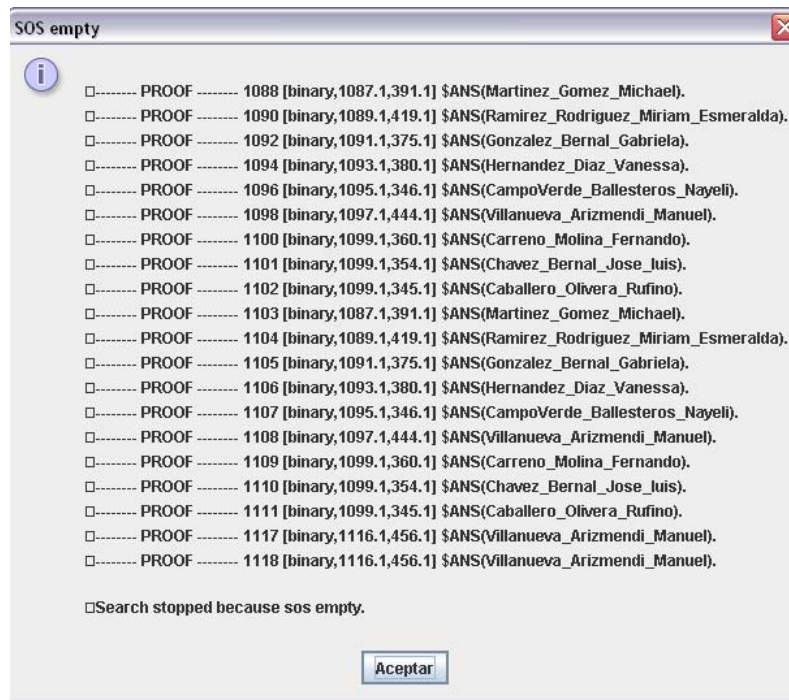 SOS empty
□-------- PROOF -------- 1088 [binary,1087.1,391.1] $ANS(Martinez_Gomez_Michael).
□-------- PROOF -------- 1090 [binary,1089.1,419.1] $ANS(Ramirez_Rodriguez_Miriam_Esmeralda).
□-------- PROOF -------- 1092 [binary,1091.1,375.1] $ANS(Gonzalez_Bernal_Gabriela).
□-------- PROOF -------- 1094 [binary,1093.1,380.1] $ANS(Hernandez_Diaz_Vanessa).
□-------- PROOF -------- 1096 [binary,1095.1,346.1] $ANS(CampoVerde_Ballesteros_Nayeli).
□-------- PROOF -------- 1098 [binary,1097.1,444.1] $ANS(Villanueva_Arizmendi_Manuel).
□-------- PROOF -------- 1100 [binary,1099.1,360.1] $ANS(Carreno_Molina_Fernando).
□-------- PROOF -------- 1101 [binary,1099.1,354.1] $ANS(Chavez_Bernal_Jose_luis).
□-------- PROOF -------- 1102 [binary,1099.1,345.1] $ANS(Caballero_Olivera_Rufino).
□-------- PROOF -------- 1103 [binary,1087.1,391.1] $ANS(Martinez_Gomez_Michael).
□-------- PROOF -------- 1104 [binary,1089.1,419.1] $ANS(Ramirez_Rodriguez_Miriam_Esmeralda).
□-------- PROOF -------- 1105 [binary,1091.1,375.1] $ANS(Gonzalez_Bernal_Gabriela).
□-------- PROOF -------- 1106 [binary,1093.1,380.1] $ANS(Hernandez_Diaz_Vanessa).
□-------- PROOF -------- 1107 [binary,1095.1,346.1] $ANS(CampoVerde_Ballesteros_Nayeli).
□-------- PROOF -------- 1108 [binary,1097.1,444.1] $ANS(Villanueva_Arizmendi_Manuel).
□-------- PROOF -------- 1109 [binary,1099.1,360.1] $ANS(Carreno_Molina_Fernando).
□-------- PROOF -------- 1110 [binary,1099.1,354.1] $ANS(Chavez_Bernal_Jose_luis).
□-------- PROOF -------- 1111 [binary,1099.1,345.1] $ANS(Caballero_Olivera_Rufino).
□-------- PROOF -------- 1117 [binary,1116.1,456.1] $ANS(Villanueva_Arizmendi_Manuel).
□-------- PROOF -------- 1118 [binary,1116.1,456.1] $ANS(Villanueva_Arizmendi_Manuel).
□Search stopped because sos empty.
Aceptar